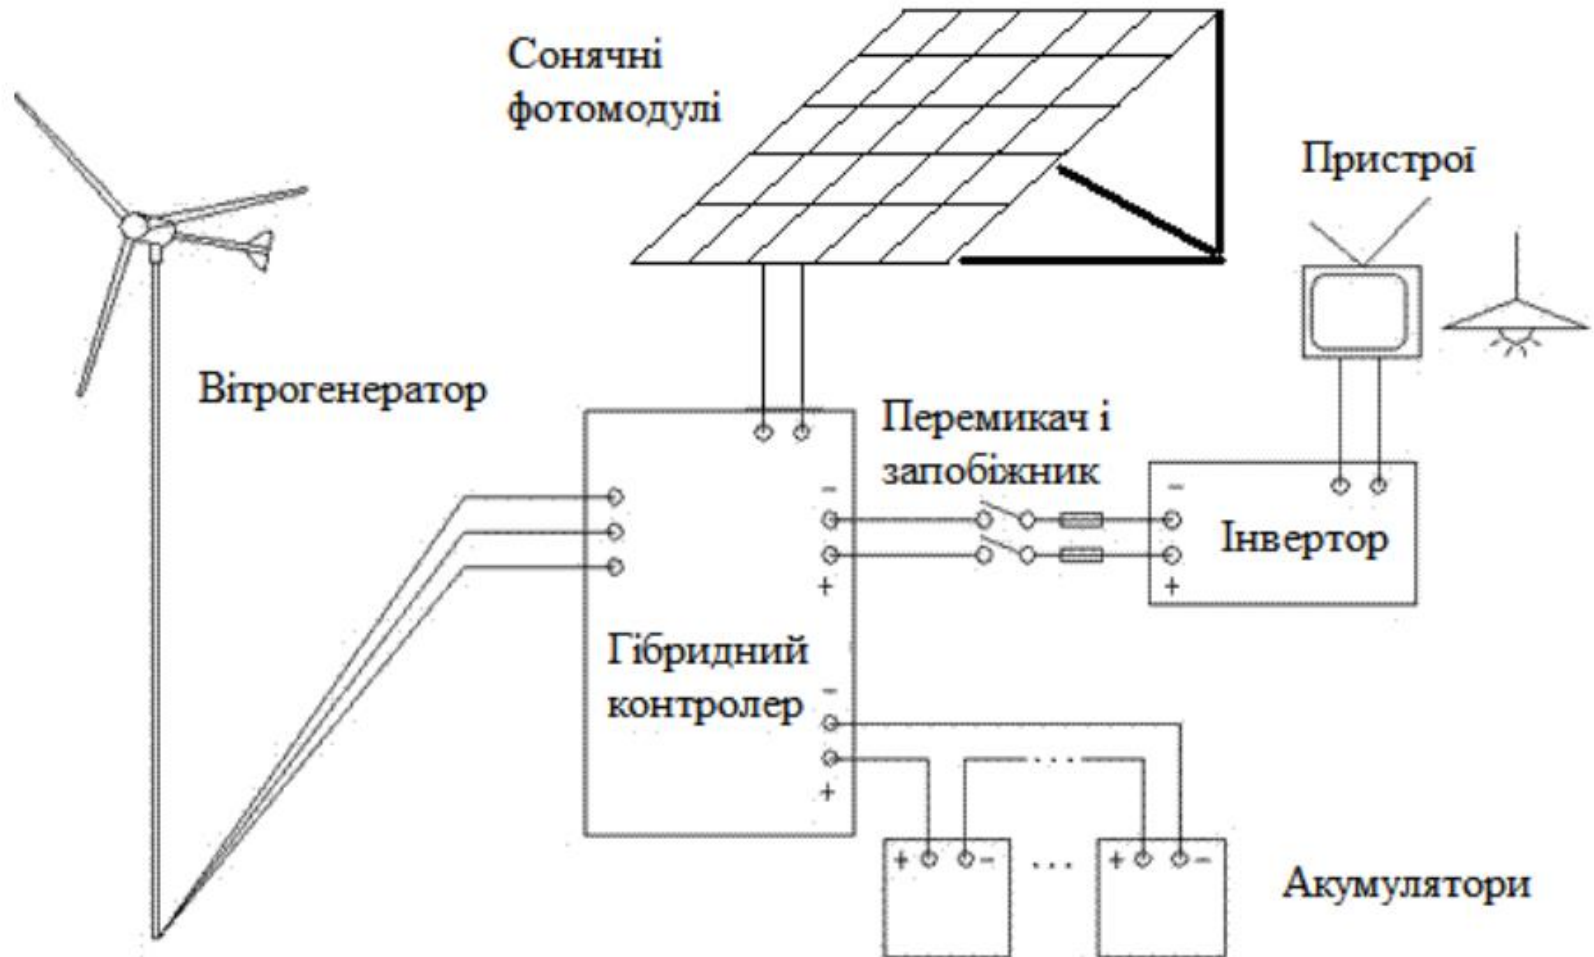 Сонячні
фотомодулі
Пристрої
Вітрогенератор
Перемикач і
запобіжник
−
−
Інвертор
+
+
Гібридний
контролер
−
+
...
+ − ... + −
Акумулятори